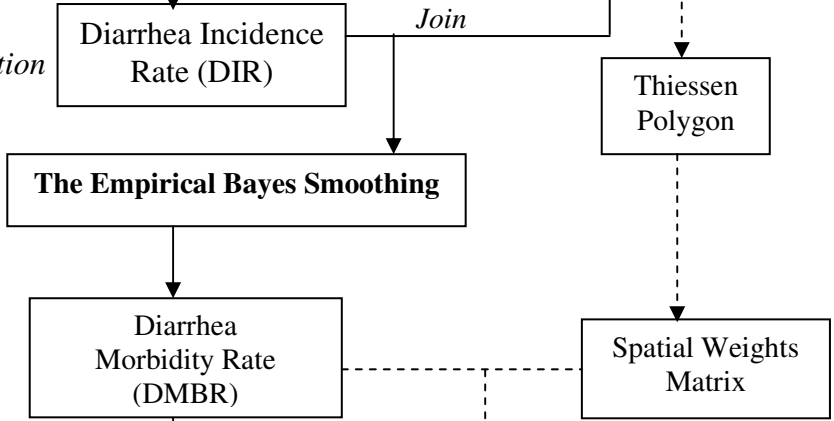 Join
Diarrhea Incidence
Rate (DIR)
Thiessen
Polygon
The Empirical Bayes Smoothing
Diarrhea
Morbidity Rate
(DMBR)
Spatial Weights
Matrix